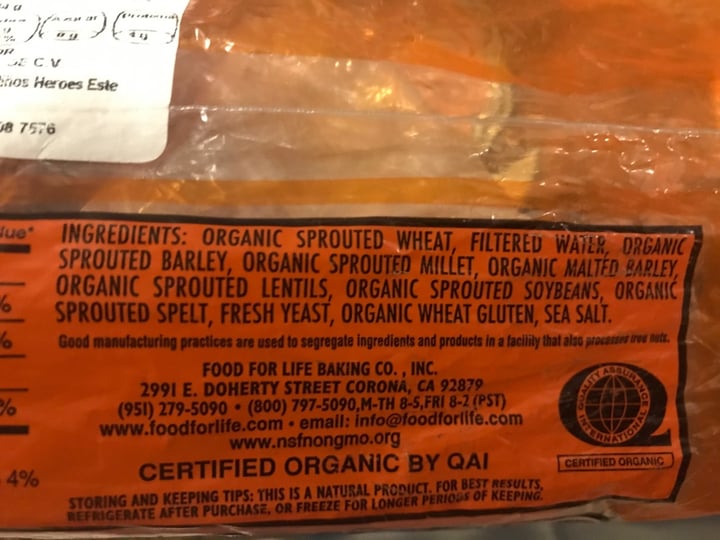 DE C.V
Heroes Este
7576
INGREDIENTS: ORGANIC SPROUTED WHEAT, FILTERED WATER, ORGANIC
SPROUTED BARLEY, ORGANIC SPROUTED MILLET, ORGANIC MALTED BARLEY,
ORGANIC SPROUTED LENTILS, ORGANIC SPROUTED SOYBEANS, ORGANIC
SPROUTED SPELT, FRESH YEAST, ORGANIC WHEAT GLUTEN, SEA SALT.
Good manufacturing practices are used to segregate ingredients and products in a facility that also processes tree nuts.
FOOD FOR LIFE BAKING CO. , INC.
2991 E. DOHERTY STREET CORONA, CA 92879
(951) 279-5090 • (800) 797-5090,M-TH 8-5,FRI 8-2 (PST)
www.foodforlife.com • email: info@foodforlife.com
www.nsfnongmo.org
CERTIFIED ORGANIC BY QAI
QUALITY ASSURANCE
INTERNATIONAL
CERTIFIED ORGANIC
4%
STORING AND KEEPING TIPS: THIS IS A NATURAL PRODUCT. FOR BEST RESULTS,
REFRIGERATE AFTER PURCHASE, OR FREEZE FOR LONGER PERIODS OF KEEPING.